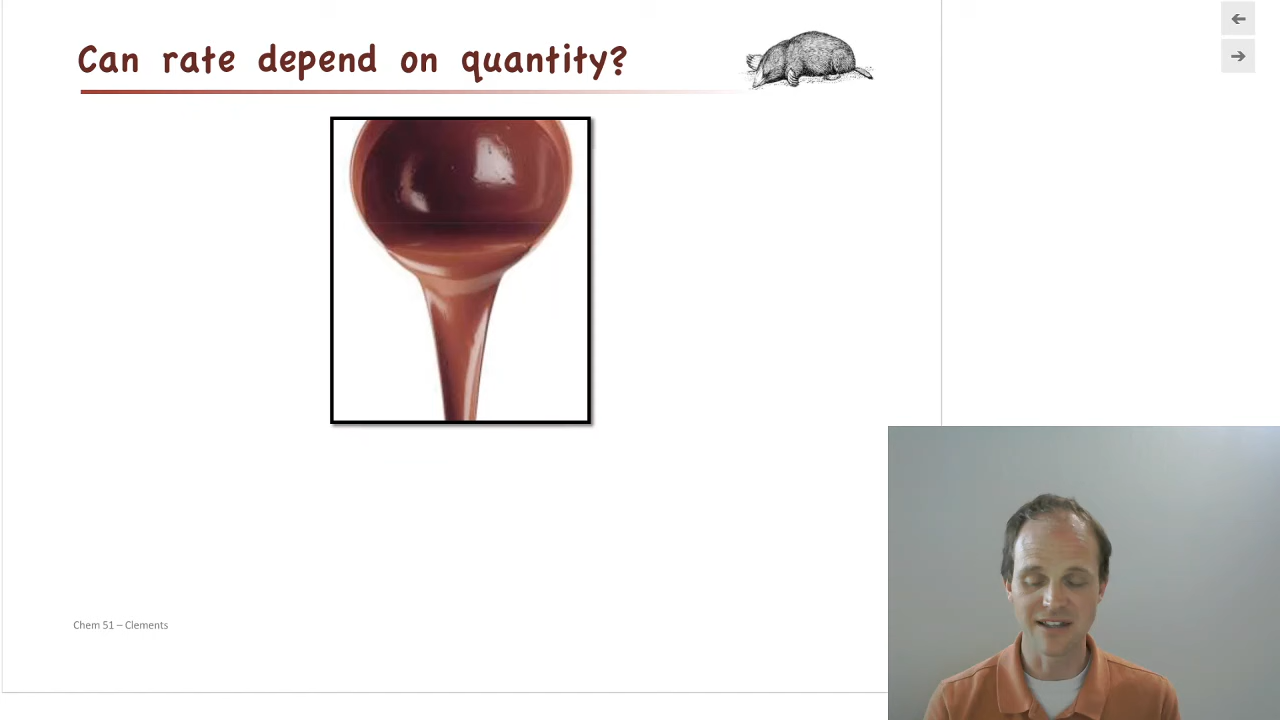 Can rate depend on quantity?
Chem 51 – Clements